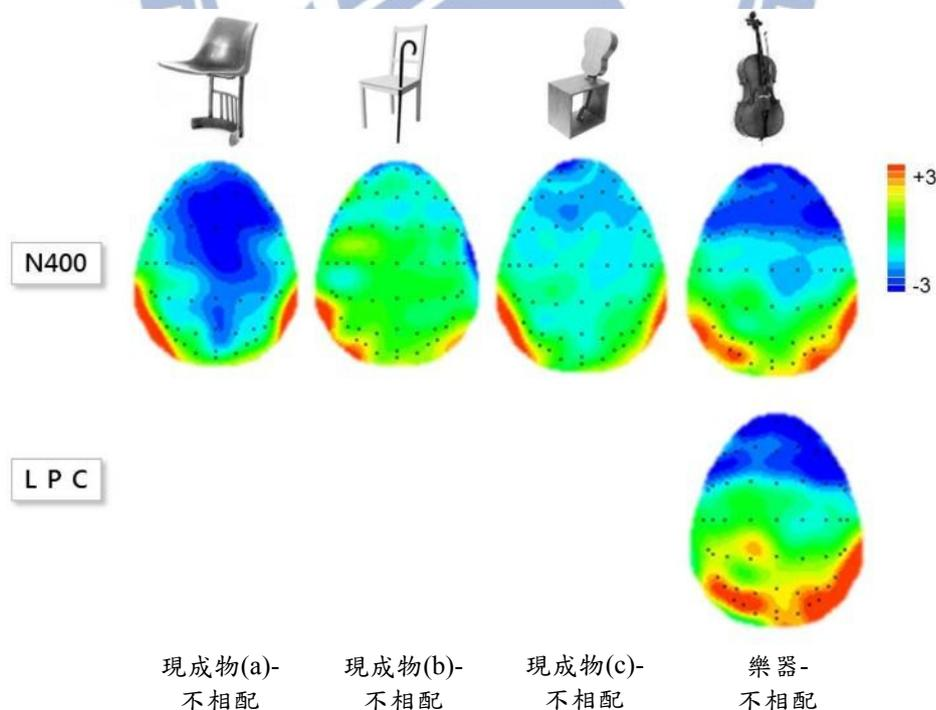 +3
-3
N400
L P C
現成物(a)-
不相配
現成物(b)-
不相配
現成物(c)-
不相配
樂器-
不相配